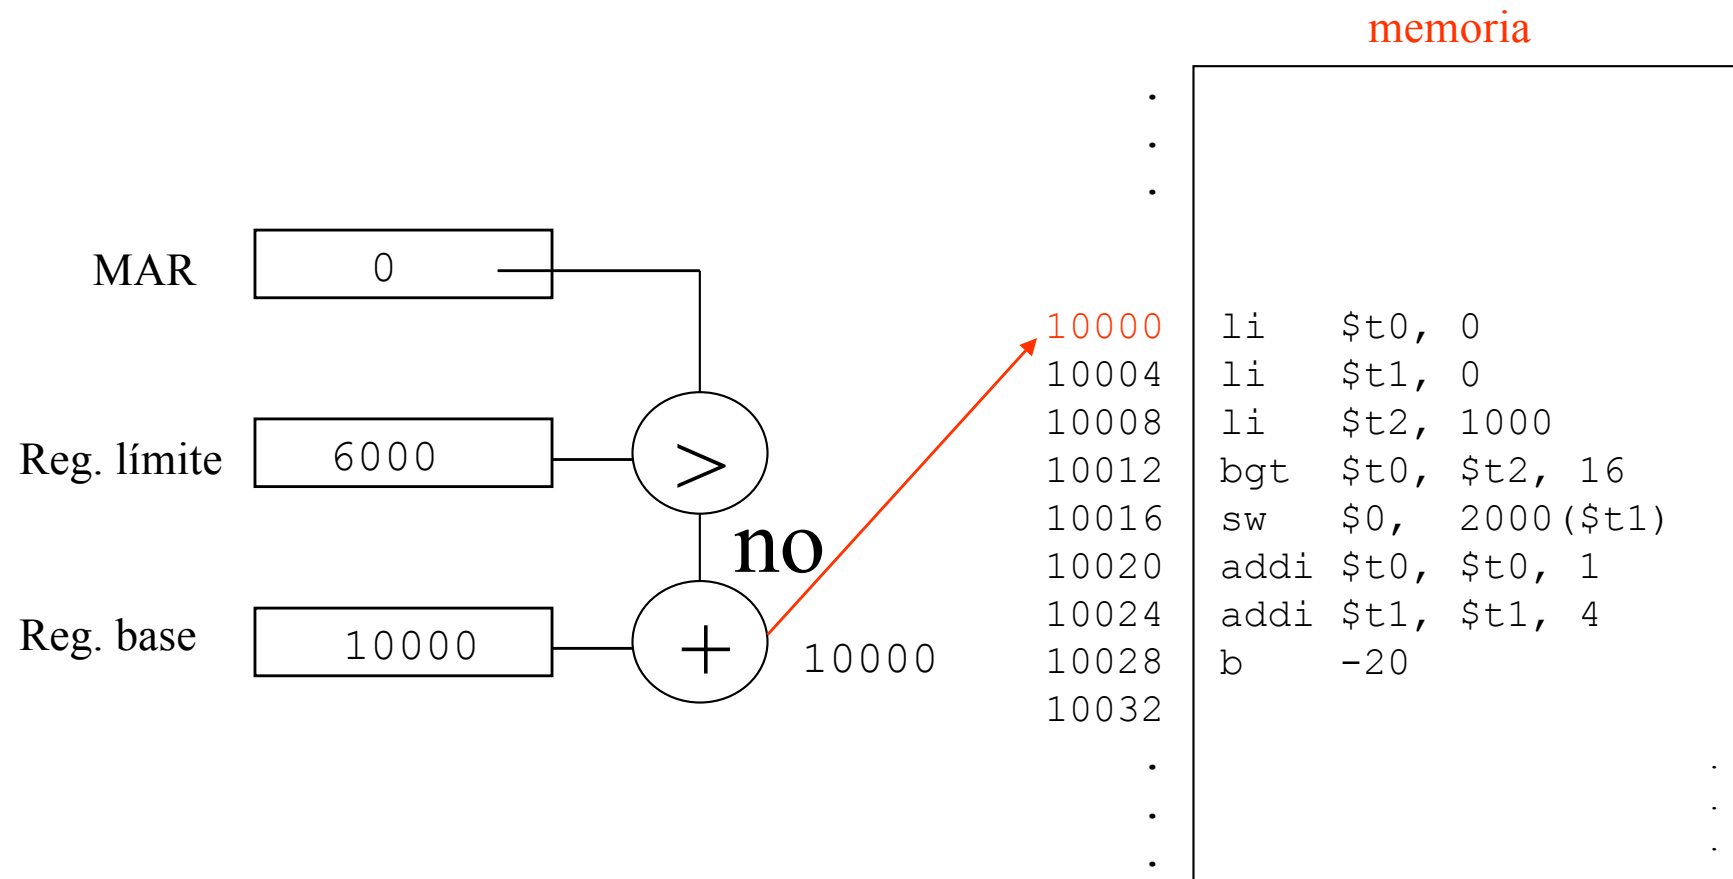 memoria
.
.
.
MAR 0
Reg. límite 6000 >
no
Reg. base 10000 + 10000
10000 li $t0, 0
10004 li $t1, 0
10008 li $t2, 1000
10012 bgt $t0, $t2, 16
10016 sw $0, 2000($t1)
10020 addi $t0, $t0, 1
10024 addi $t1, $t1, 4
10028 b -20
10032
. .
. .
. .